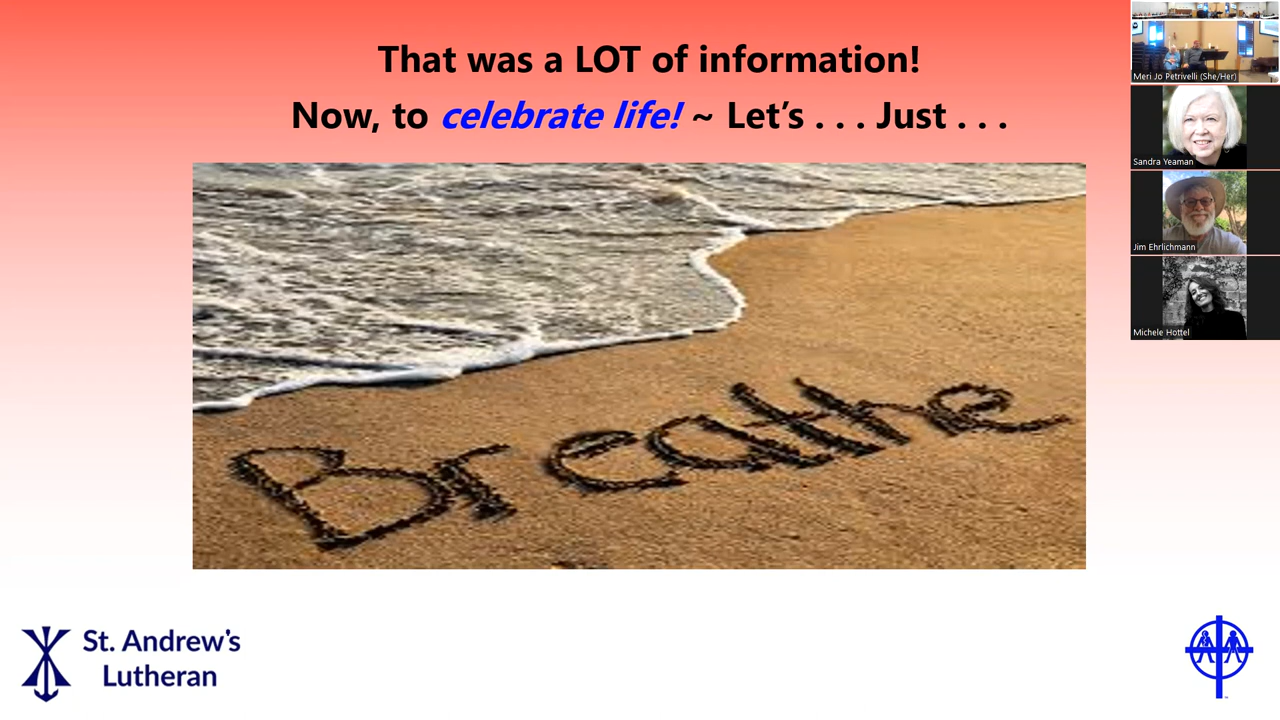 That was a LOT of information!
Now, to celebrate life! ~ Let's . . . Just . . .
Breathe
St. Andrew's
Lutheran
Meri Jo Petrivelli (She/Her)
Sandra Yeaman
Jim Ehrlichmann
Michele Hottel